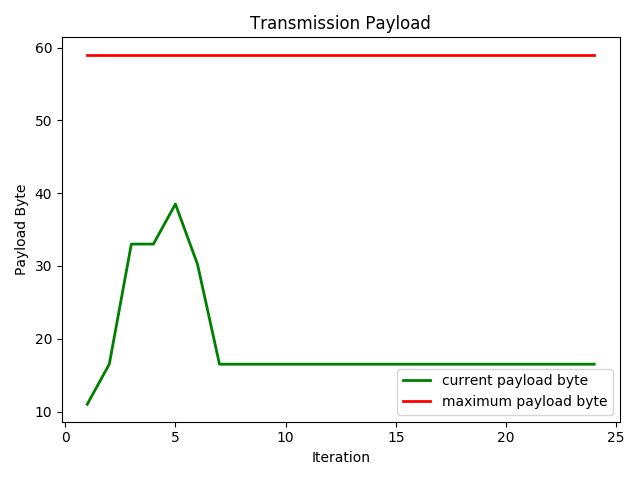 Transmission Payload
60
50
40
30
20
10
Payload Byte
0
5
10
15
20
25
Iteration
current payload byte
maximum payload byte